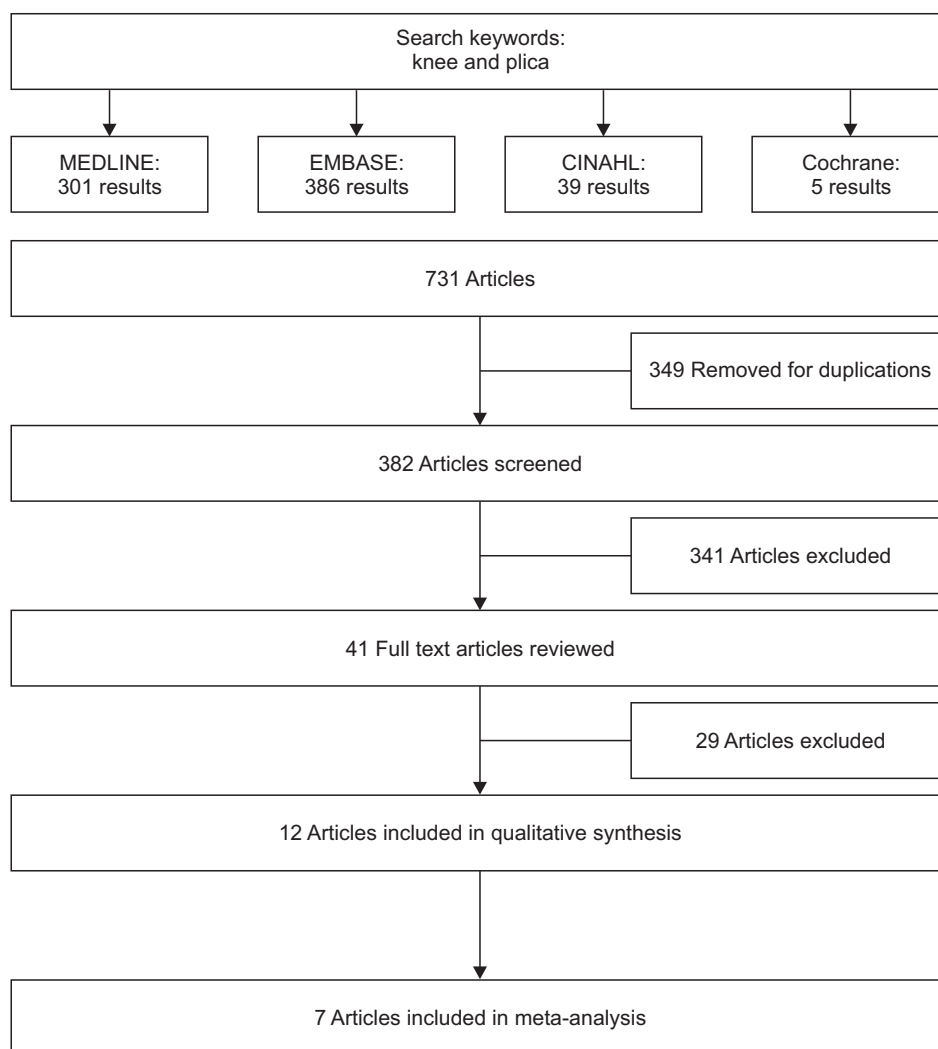 Search keywords:
knee and plica
MEDLINE:
301 results
EMBASE:
386 results
CINAHL:
39 results
Cochrane:
5 results
731 Articles
349 Removed for duplications
382 Articles screened
341 Articles excluded
41 Full text articles reviewed
29 Articles excluded
12 Articles included in qualitative synthesis
7 Articles included in meta-analysis